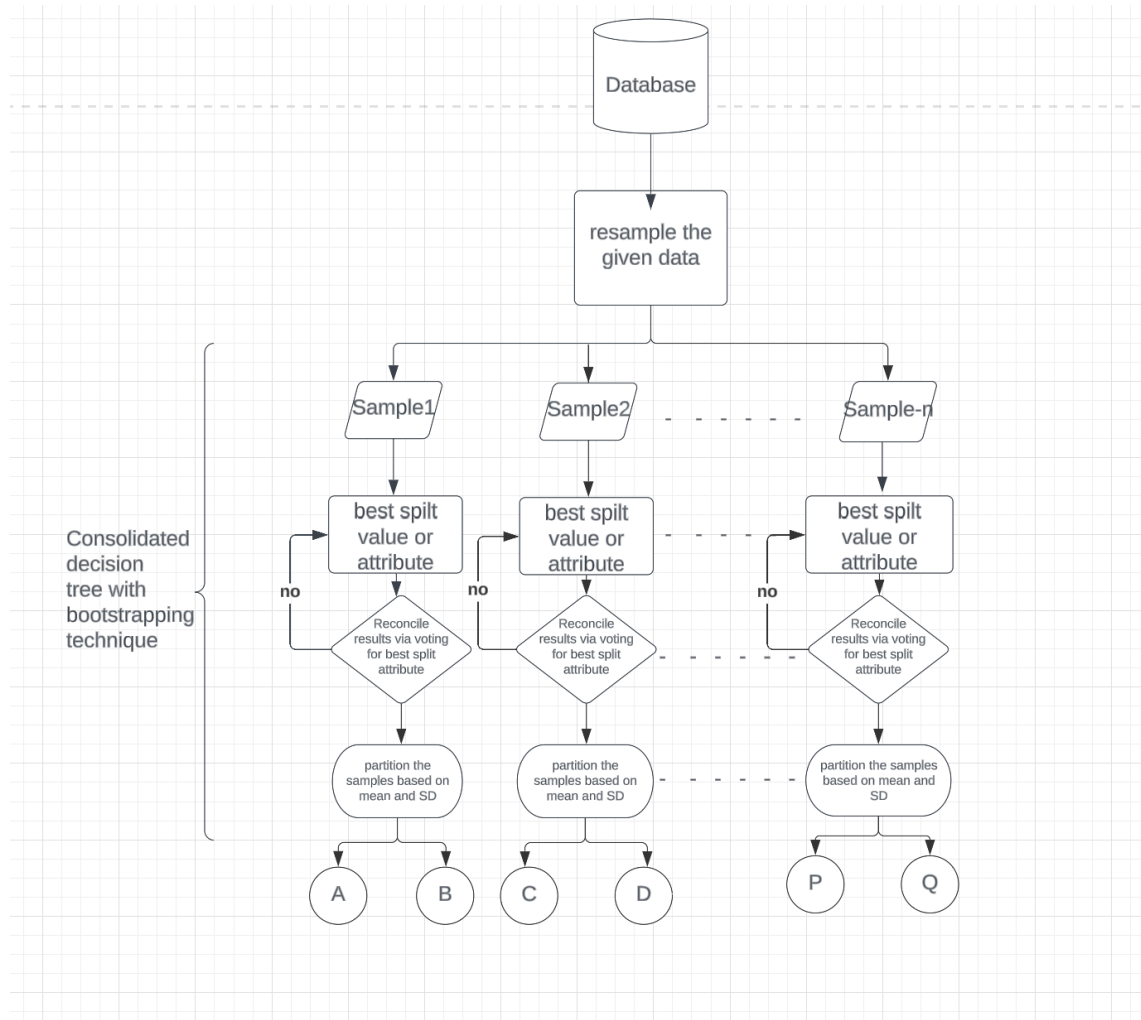 Database
resample the
given data
Sample1
Sample2
Sample-n
best spilt
value or
attribute
best spilt
value or
attribute
best spilt
value or
attribute
Consolidated
decision
tree with
bootstrapping
technique
no
no
no
Reconcile
results via voting
for best split
attribute
Reconcile
results via voting
for best split
attribute
Reconcile
results via voting
for best split
attribute
partition the
samples based on
mean and SD
partition the
samples based on
mean and SD
partition the samples
based on mean and
SD
A
B
C
D
P
Q